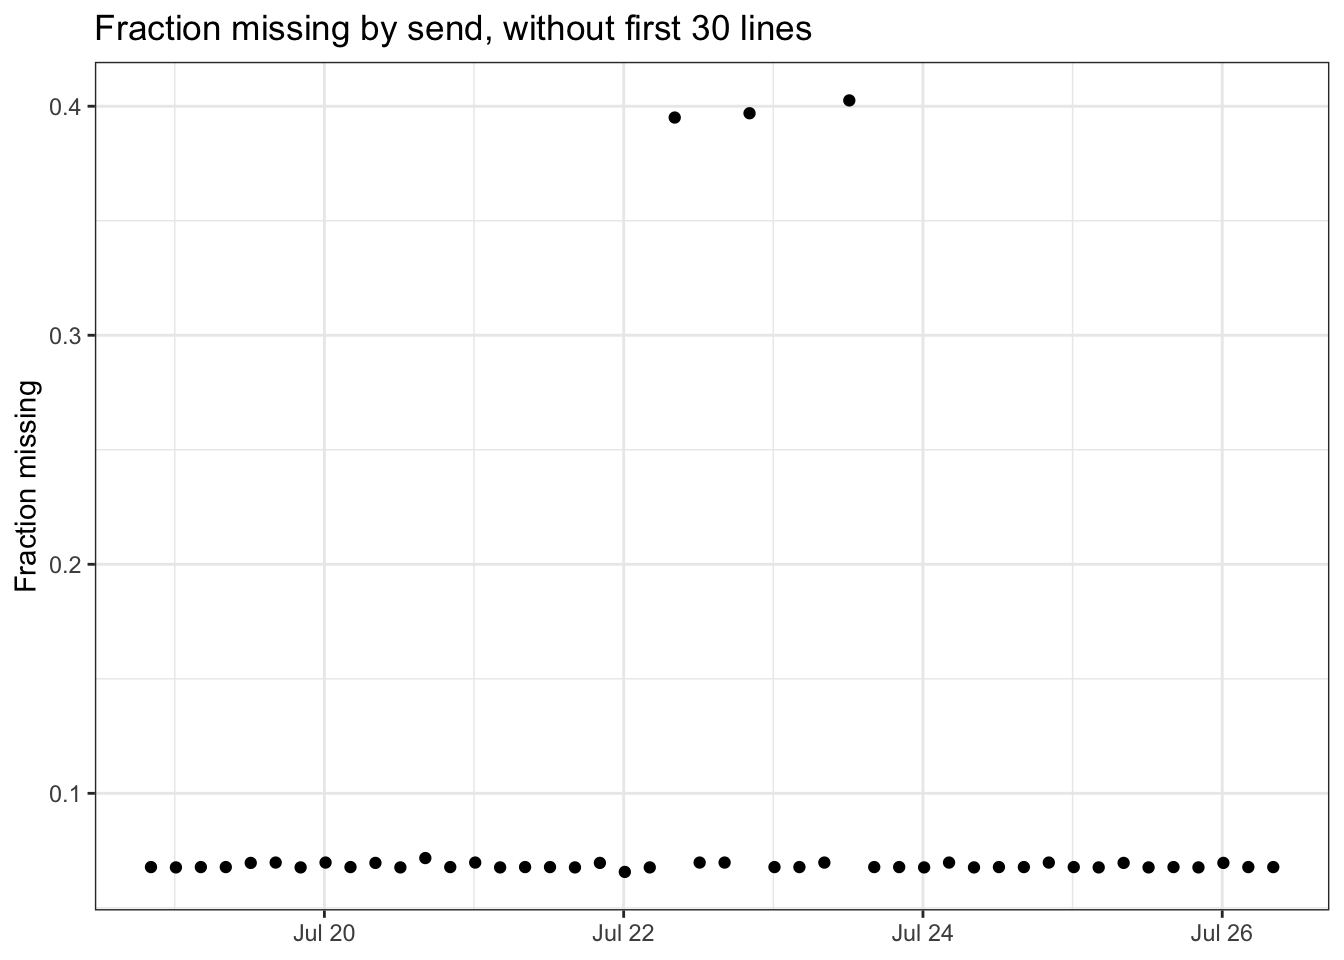 Fraction missing by send, without first 30 lines
0.4
0.3
0.2
0.1
Fraction missing
Jul 20
Jul 22
Jul 24
Jul 26